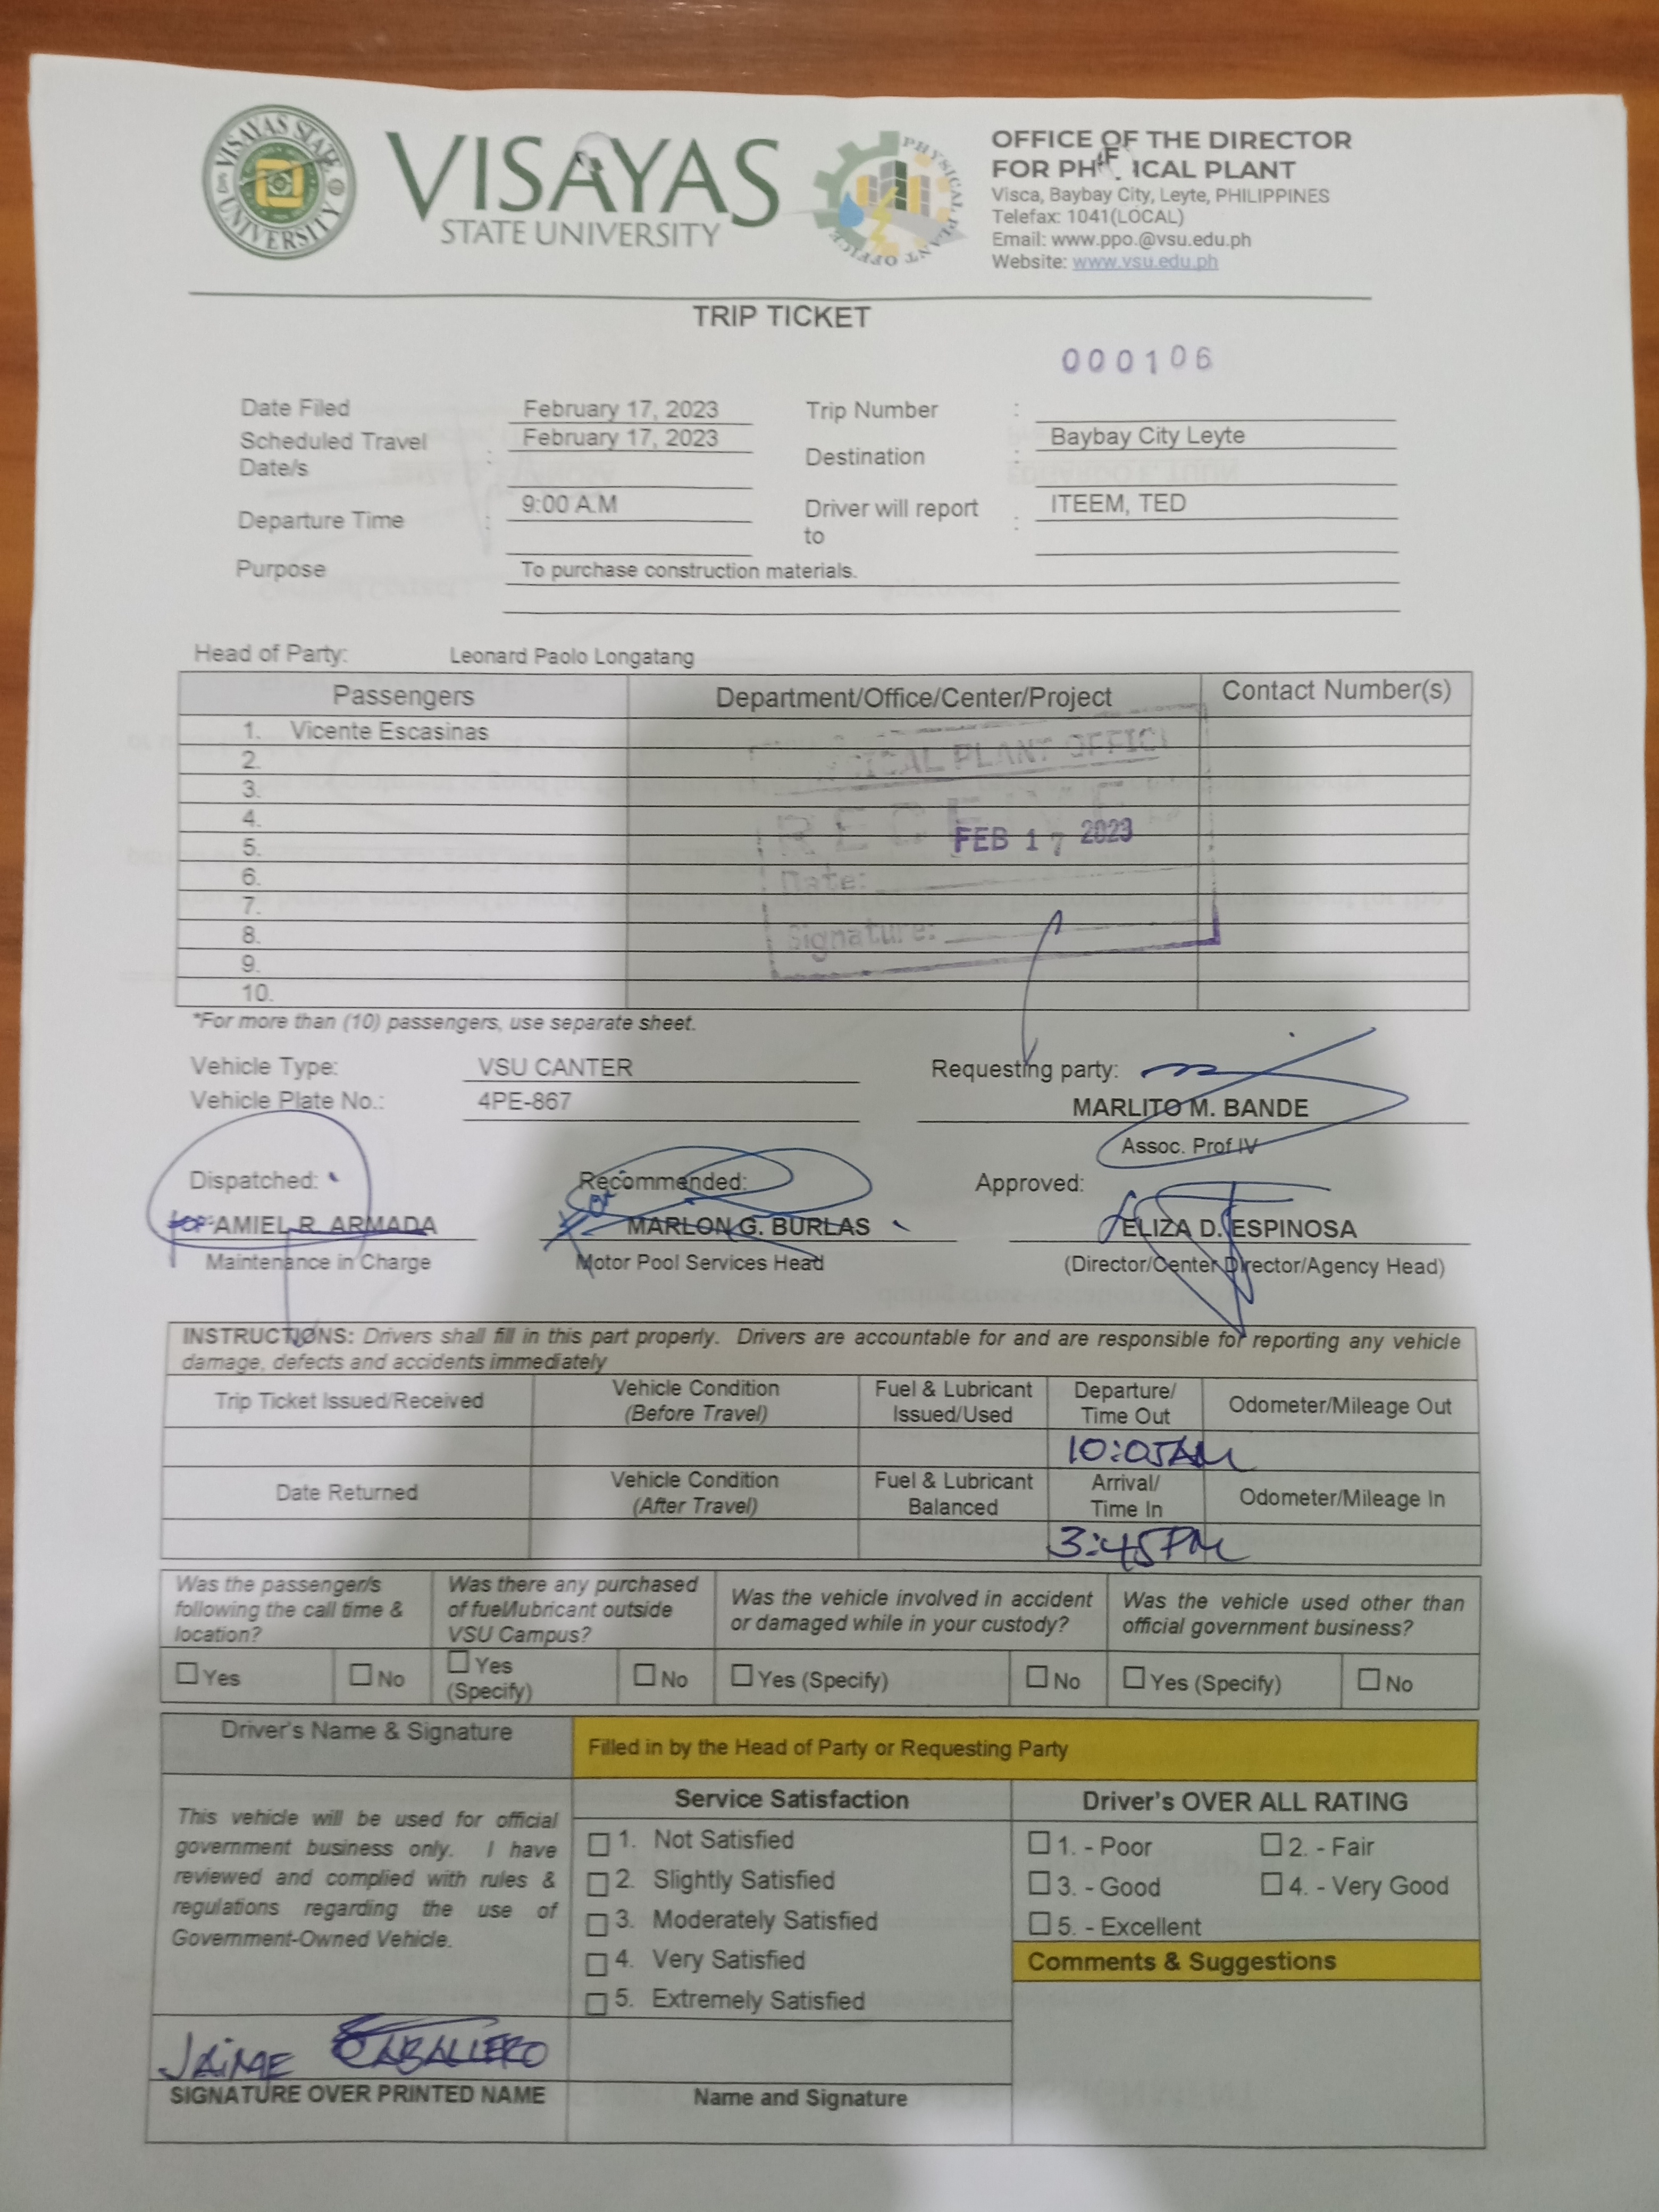 VISAYAS STATE UNIVERSITY
VISAYAS
STATE UNIVERSITY
PHYSICAL PLANT OFFICE
OFFICE OF THE DIRECTOR
FOR PH ICAL PLANT
Visca, Baybay City, Leyte, PHILIPPINES
Telefax: 1041(LOCAL)
Email: www.ppo.@vsu.edu.ph
Website: www.vsu.edu.ph
TRIP TICKET
000106
Date Filed February 17, 2023 Trip Number :
Scheduled Travel Date/s : February 17, 2023 Destination : Baybay City Leyte
Departure Time : 9:00 A.M Driver will report to : ITEEM, TED
Purpose To purchase construction materials.
Head of Party: Leonard Paolo Longatang
Passengers Department/Office/Center/Project Contact Number(s)
1. Vicente Escasinas
2.
3.
4.
5.
6.
7.
8.
9.
10.
ICAL PLANT OFFIC
FEB 17 2023
Date:
Signature:
*For more than (10) passengers, use separate sheet.
Vehicle Type: VSU CANTER Requesting party:
Vehicle Plate No.: 4PE-867 MARLITO M. BANDE
Assoc. Prof IV
Dispatched: Recommended: Approved:
for AMIEL R. ARMADA for MARLON G. BURLAS ELIZA D. ESPINOSA
Maintenance in Charge Motor Pool Services Head (Director/Center Director/Agency Head)
INSTRUCTIONS: Drivers shall fill in this part properly. Drivers are accountable for and are responsible for reporting any vehicle
damage, defects and accidents immediately
Trip Ticket Issued/Received Vehicle Condition (Before Travel) Fuel & Lubricant Issued/Used Departure/ Time Out Odometer/Mileage Out
10:05AM
Date Returned Vehicle Condition (After Travel) Fuel & Lubricant Balanced Arrival/ Time In Odometer/Mileage In
3:45PM
Was the passenger/s following the call time & location?
Was there any purchased of fuel/lubricant outside VSU Campus?
Was the vehicle involved in accident or damaged while in your custody?
Was the vehicle used other than official government business?
Yes No Yes (Specify) No Yes (Specify) No Yes (Specify) No
Driver's Name & Signature
Filled in by the Head of Party or Requesting Party
This vehicle will be used for official
government business only. I have
reviewed and complied with rules &
regulations regarding the use of
Government-Owned Vehicle.
Service Satisfaction
1. Not Satisfied
2. Slightly Satisfied
3. Moderately Satisfied
4. Very Satisfied
5. Extremely Satisfied
Driver's OVER ALL RATING
1. - Poor 2. - Fair
3. - Good 4. - Very Good
5. - Excellent
Comments & Suggestions
JAIME CABALLERO
SIGNATURE OVER PRINTED NAME
Name and Signature